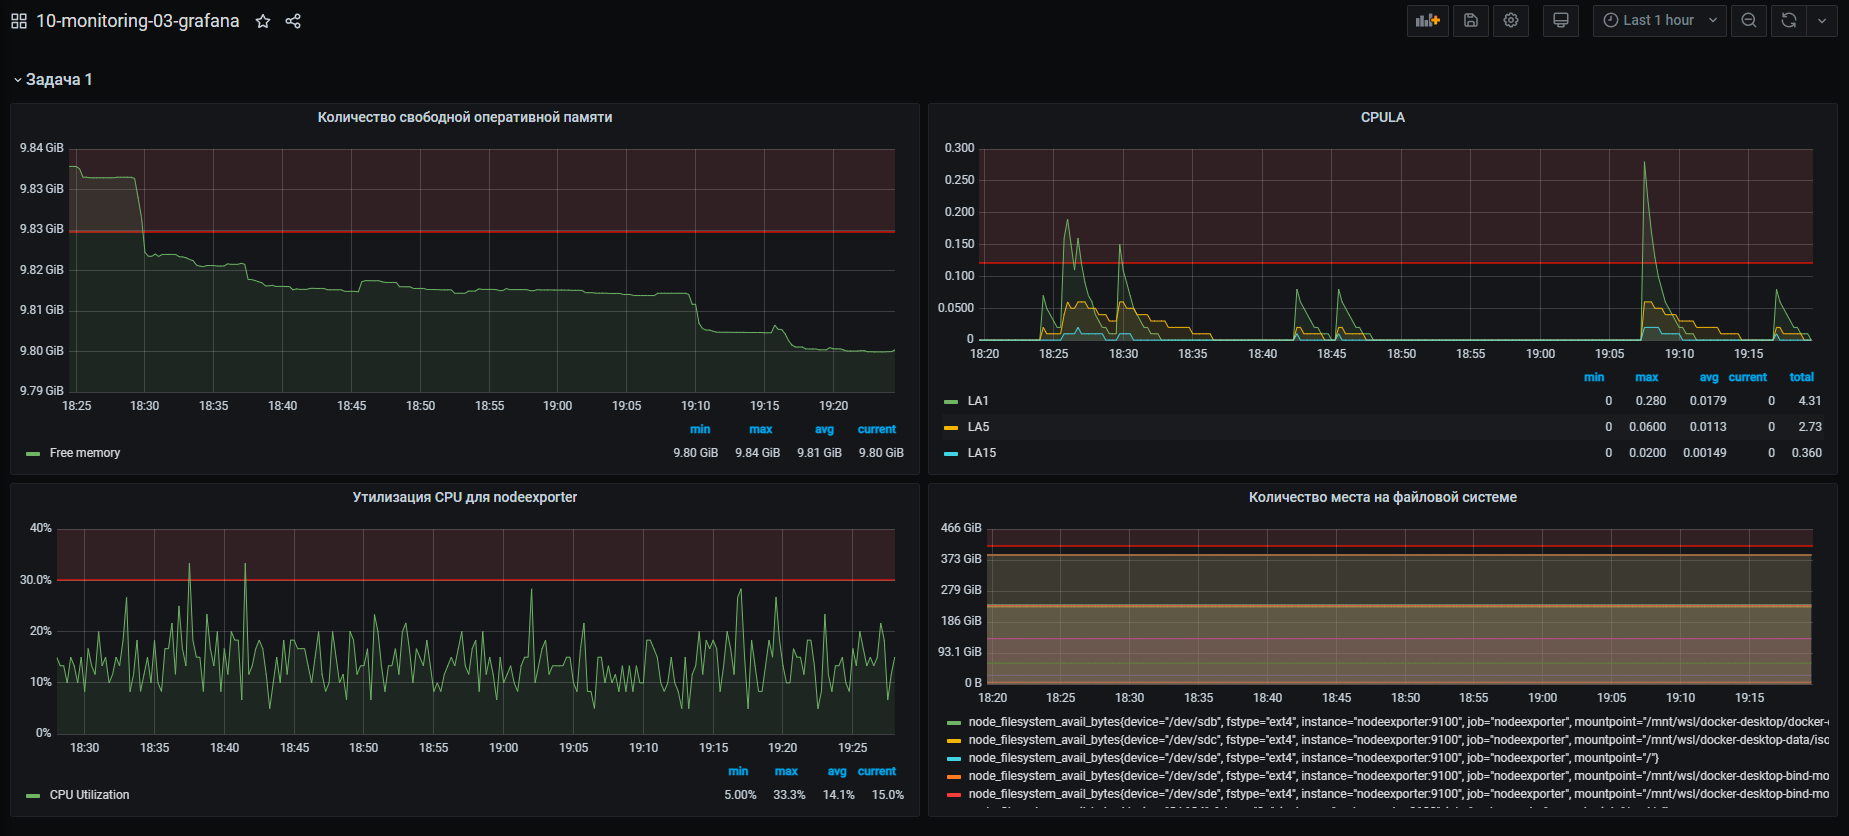 10-monitoring-03-grafana
Last 1 hour
Задача 1
Количество свободной оперативной памяти
9.84 GiB
9.83 GiB
9.83 GiB
9.82 GiB
9.81 GiB
9.80 GiB
9.79 GiB
18:25 18:30 18:35 18:40 18:45 18:50 18:55 19:00 19:05 19:10 19:15 19:20
min max avg current
Free memory 9.80 GiB 9.84 GiB 9.81 GiB 9.80 GiB
CPULA
0.300
0.250
0.200
0.150
0.100
0.0500
0
18:20 18:25 18:30 18:35 18:40 18:45 18:50 18:55 19:00 19:05 19:10 19:15
min max avg current total
LA1 0 0.280 0.0179 0 4.31
LA5 0 0.0600 0.0113 0 2.73
LA15 0 0.0200 0.00149 0 0.360
Утилизация CPU для nodeexporter
40%
30.0%
20%
10%
0%
18:30 18:35 18:40 18:45 18:50 18:55 19:00 19:05 19:10 19:15 19:20 19:25
min max avg current
CPU Utilization 5.00% 33.3% 14.1% 15.0%
Количество места на файловой системе
466 GiB
373 GiB
279 GiB
186 GiB
93.1 GiB
0 B
18:20 18:25 18:30 18:35 18:40 18:45 18:50 18:55 19:00 19:05 19:10 19:15
node_filesystem_avail_bytes{device="/dev/sdb", fstype="ext4", instance="nodeexporter:9100", job="nodeexporter", mountpoint="/mnt/wsl/docker-desktop/docker-
node_filesystem_avail_bytes{device="/dev/sdc", fstype="ext4", instance="nodeexporter:9100", job="nodeexporter", mountpoint="/mnt/wsl/docker-desktop-data/iso
node_filesystem_avail_bytes{device="/dev/sde", fstype="ext4", instance="nodeexporter:9100", job="nodeexporter", mountpoint="/"}
node_filesystem_avail_bytes{device="/dev/sde", fstype="ext4", instance="nodeexporter:9100", job="nodeexporter", mountpoint="/mnt/wsl/docker-desktop-bind-mo
node_filesystem_avail_bytes{device="/dev/sde", fstype="ext4", instance="nodeexporter:9100", job="nodeexporter", mountpoint="/mnt/wsl/docker-desktop-bind-mo